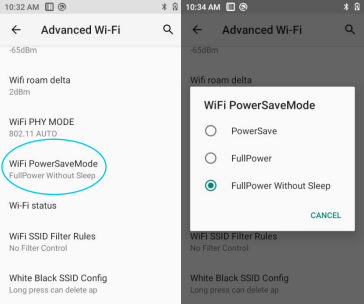 10:32 AM
Advanced Wi-Fi
-65dBm
Wifi roam delta
2dBm
WiFi PHY MODE
802.11 AUTO
WiFi PowerSaveMode
FullPower Without Sleep
Wi-Fi status
WiFi SSID Filter Rules
No Filter Control
White Black SSID Config
Long press can delete ap
10:34 AM
Advanced Wi-Fi
-65dBm
Wifi roam delta
WiFi PowerSaveMode
PowerSave
FullPower
FullPower Without Sleep
CANCEL
WiFi SSID Filter Rules
No Filter Control
White Black SSID Config
Long press can delete ap